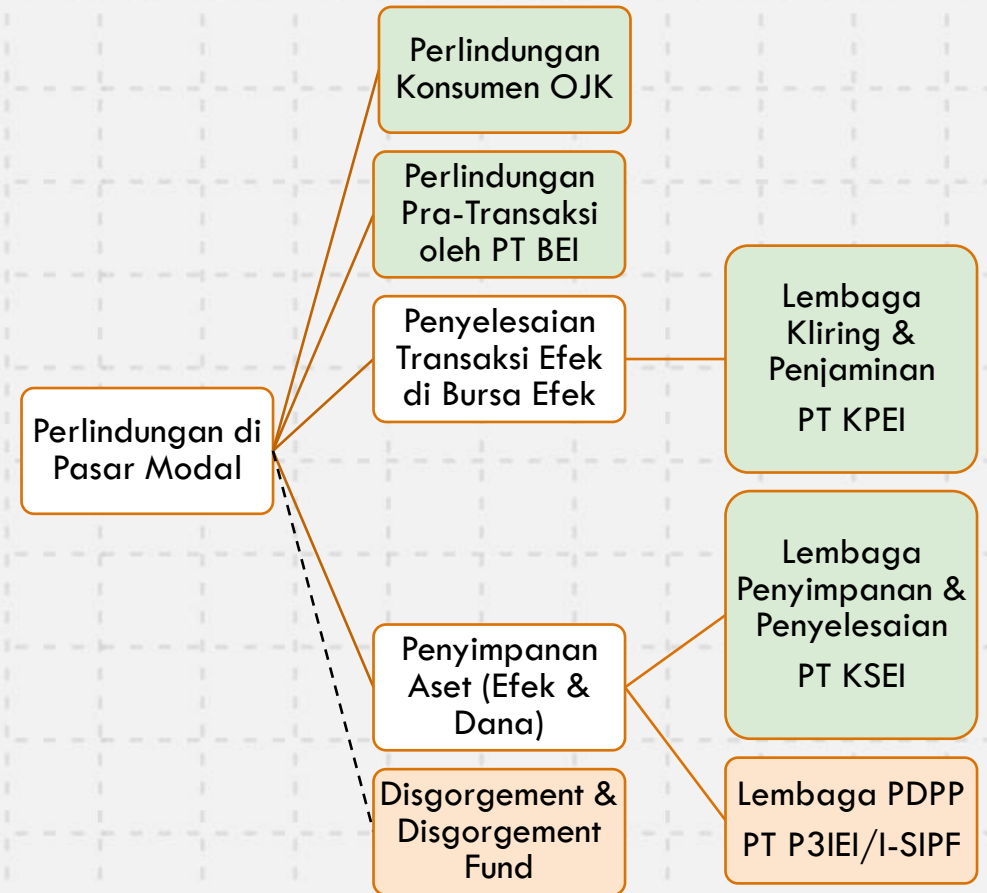 Perlindungan di
Pasar Modal
Perlindungan
Konsumen OJK
Perlindungan
Pra-Transaksi
oleh PT BEI
Penyelesaian
Transaksi Efek
di Bursa Efek
Lembaga
Kliring &
Penjaminan
PT KPEI
Penyimpanan
Aset (Efek &
Dana)
Lembaga
Penyimpanan &
Penyelesaian
PT KSEI
Lembaga PDPP
PT P3IEI/I-SIPF
Disgorgement &
Disgorgement
Fund